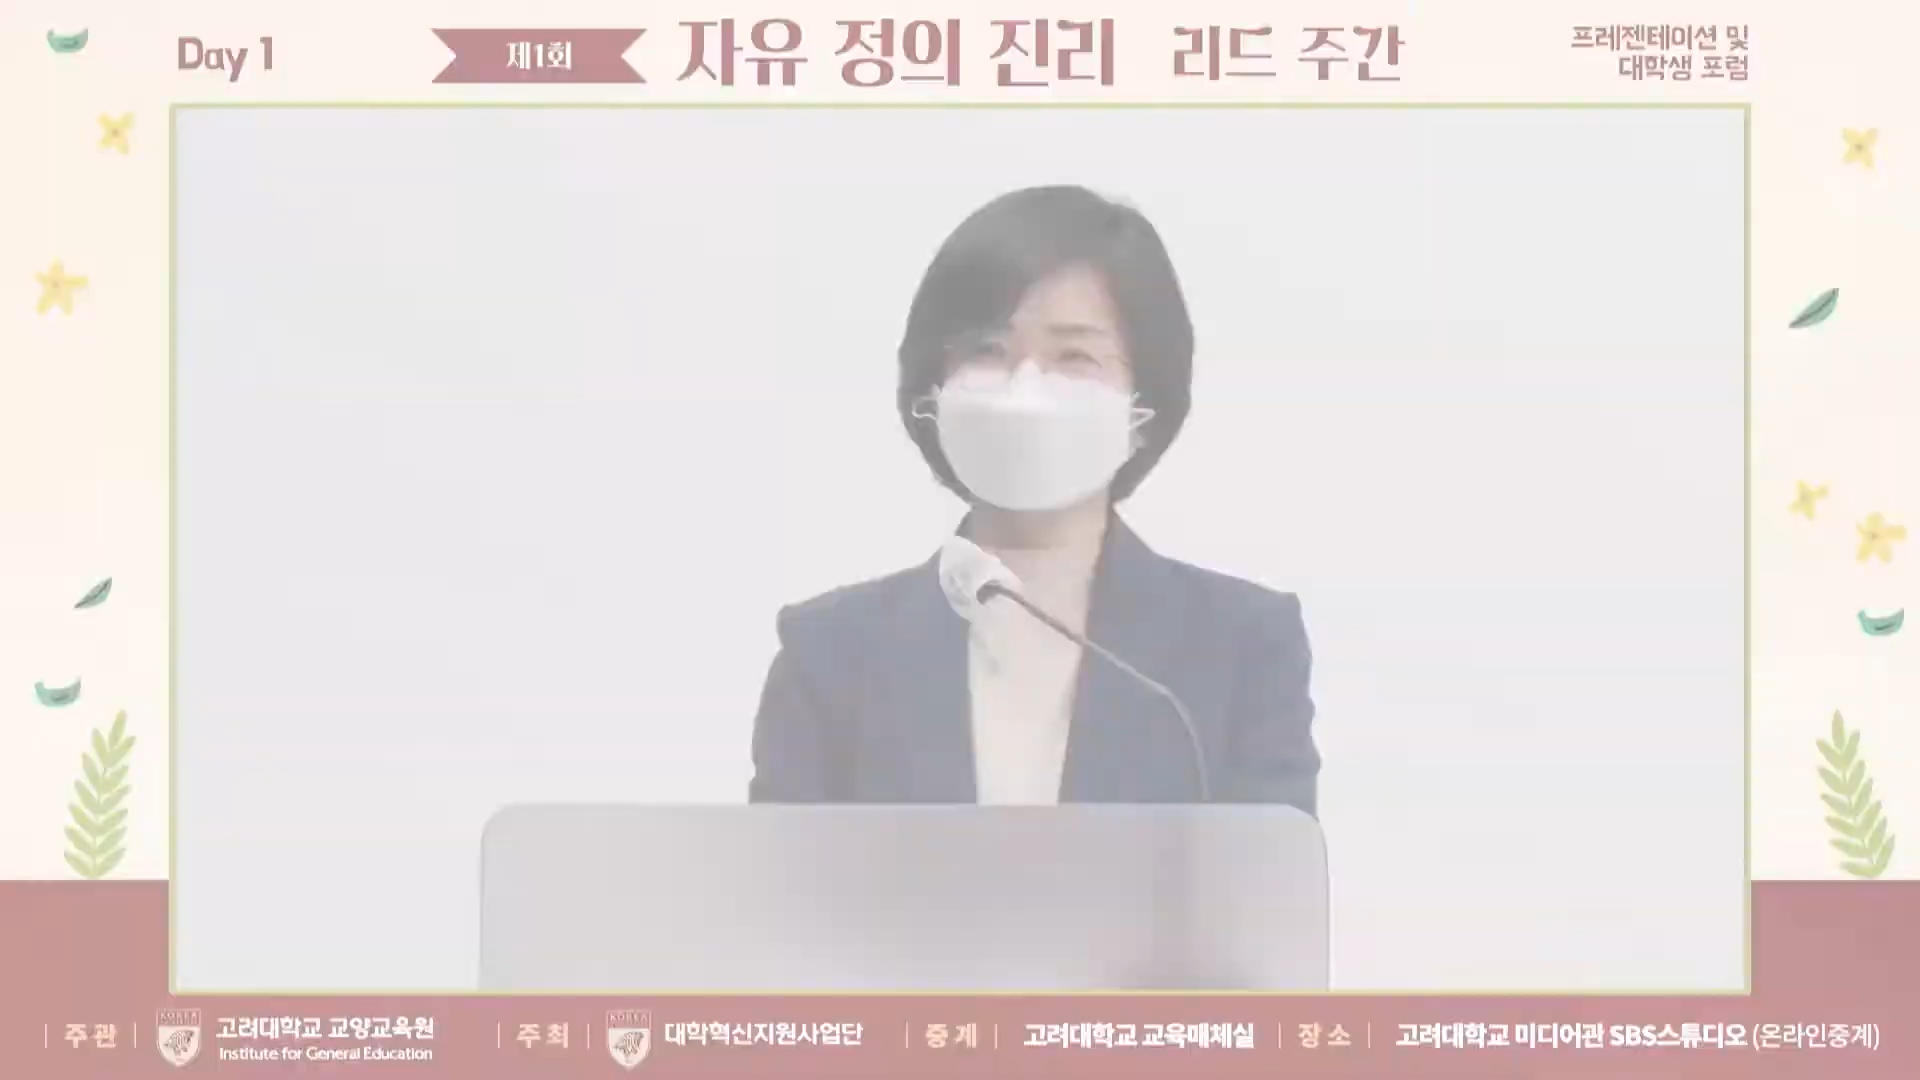 Day 1
제1회
자유 정의 진리 리드 주간
프레젠테이션 및
대학생 포럼
주관
KOREA
고려대학교 교양교육원
Institute for General Education
주최
KOREA
대학혁신지원사업단
중계
고려대학교 교육매체실
장소
고려대학교 미디어관 SBS스튜디오 (온라인중계)